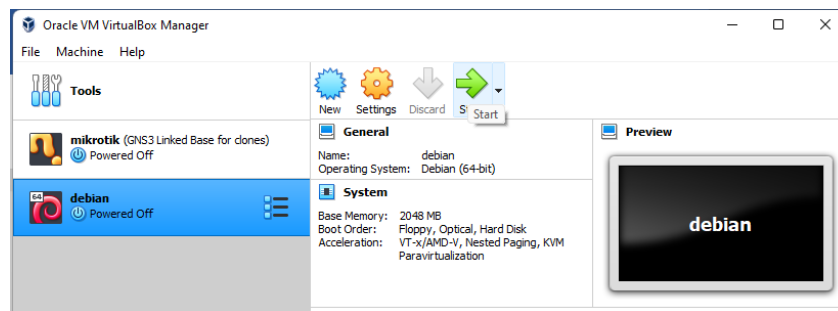 Oracle VM VirtualBox Manager
File Machine Help
Tools
New Settings Discard
Start
mikrotik (GNS3 Linked Base for clones)
Powered Off
64
debian
Powered Off
General
Name: debian
Operating System: Debian (64-bit)
System
Base Memory: 2048 MB
Boot Order: Floppy, Optical, Hard Disk
Acceleration: VT-x/AMD-V, Nested Paging, KVM
Paravirtualization
Preview
debian